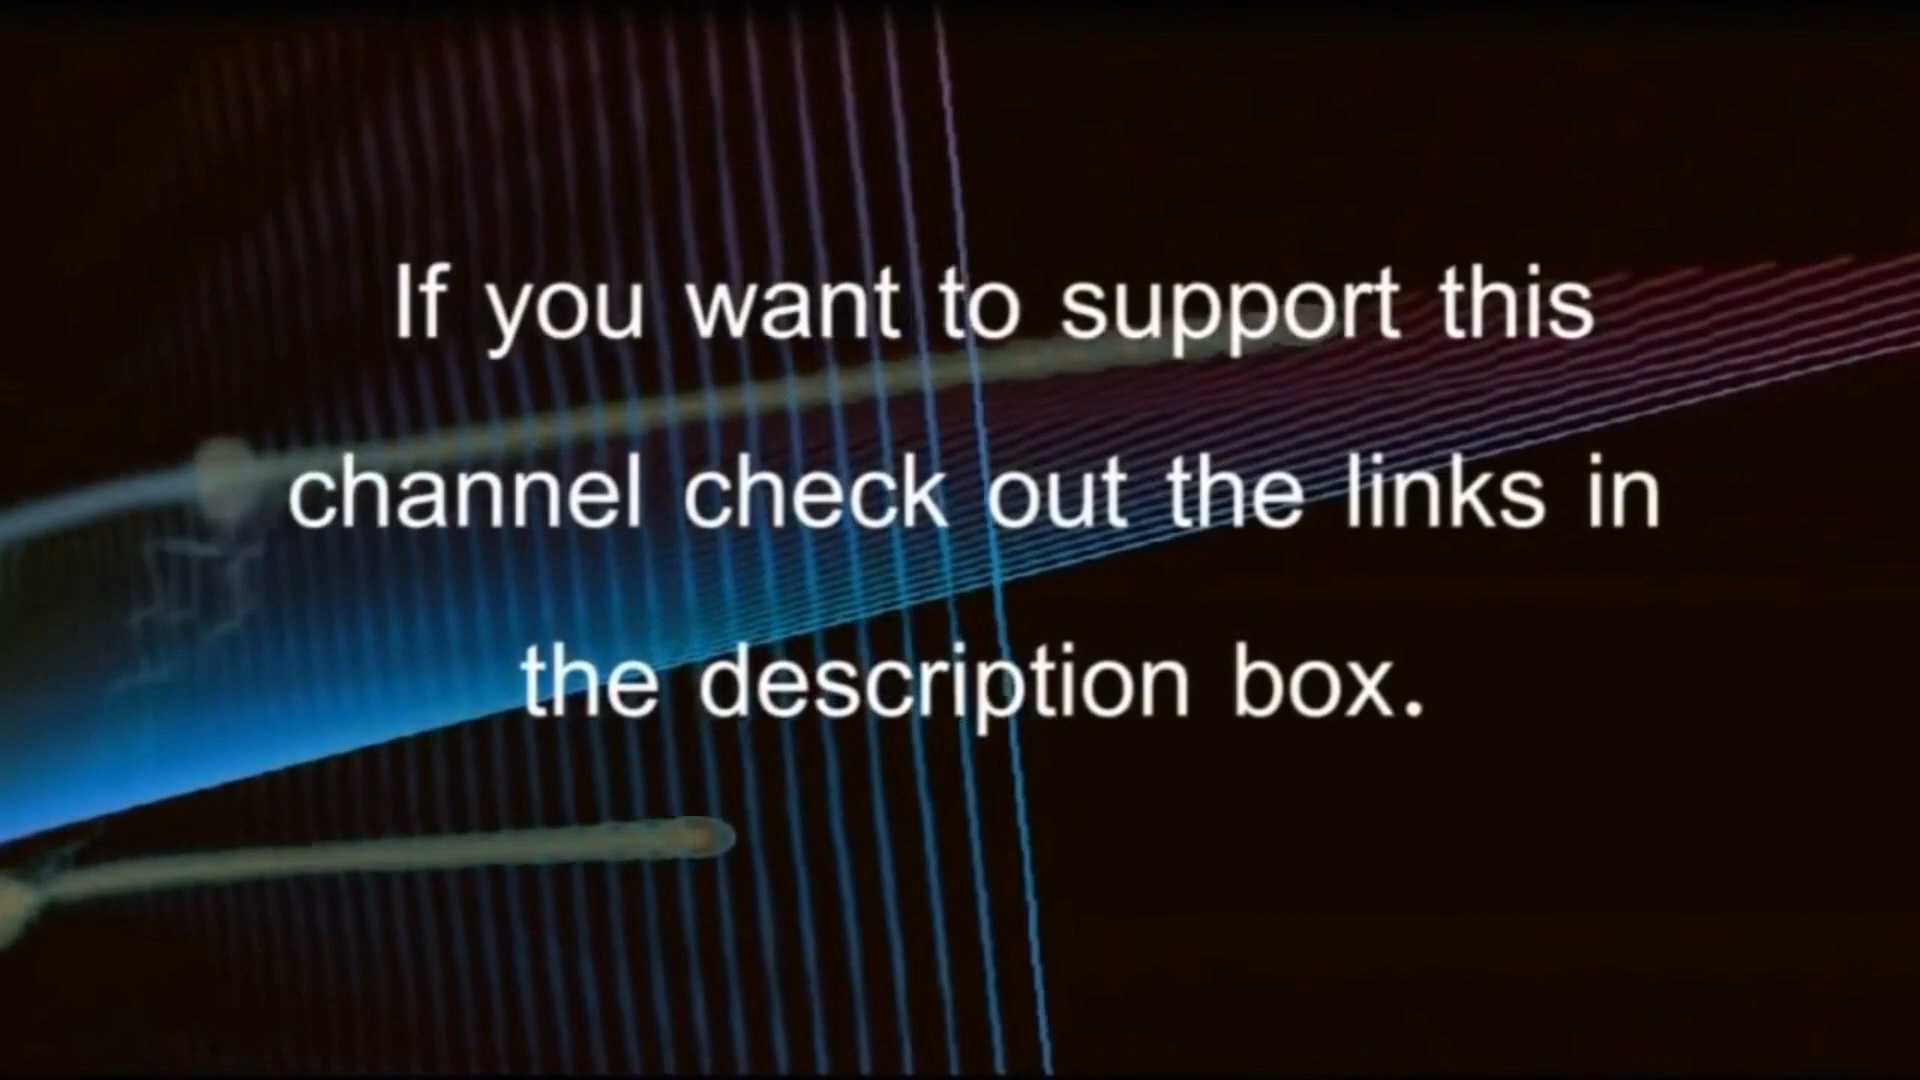 If you want to support this
channel check out the links in
the description box.